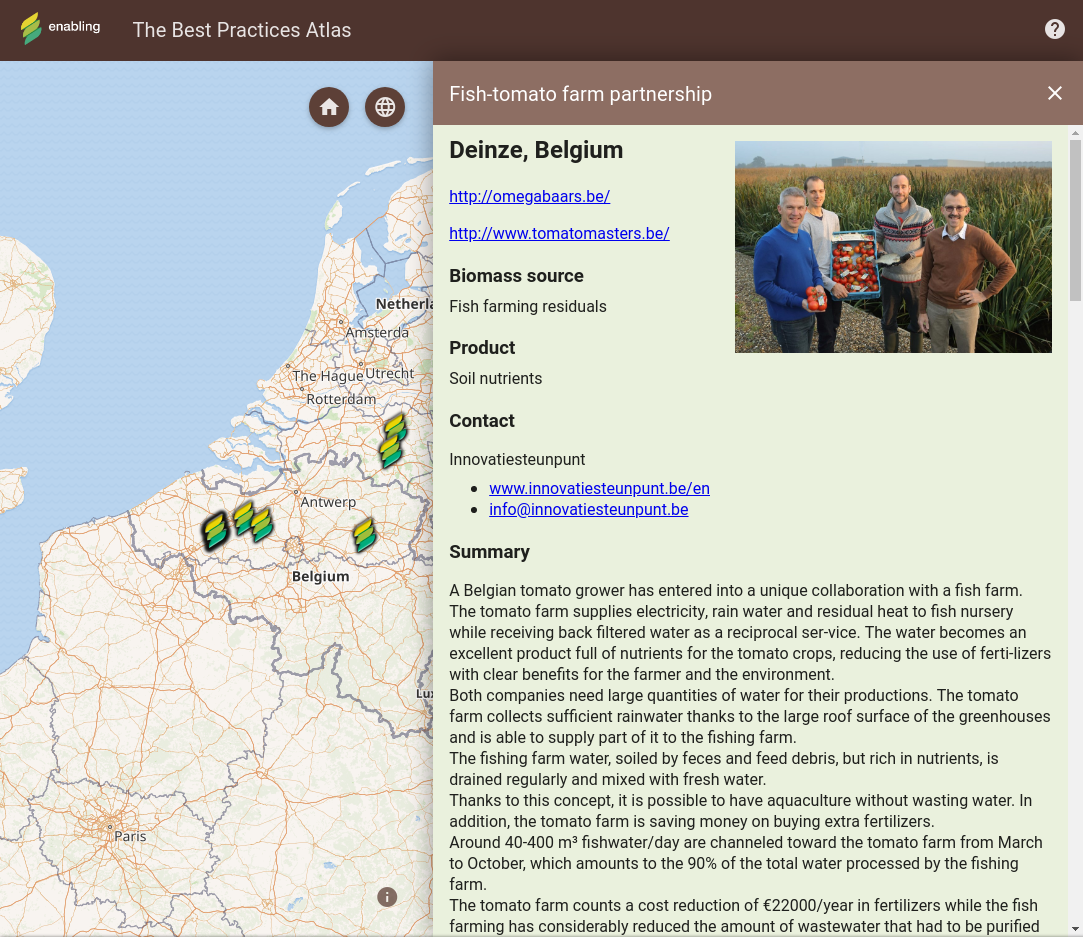 enabling
The Best Practices Atlas
Fish-tomato farm partnership
Deinze, Belgium
http://omegabaars.be/
http://www.tomatomasters.be/
Biomass source
Fish farming residuals
Product
Soil nutrients
Contact
Innovatiesteunpunt
www.innovatiesteunpunt.be/en
info@innovatiesteunpunt.be
Summary
A Belgian tomato grower has entered into a unique collaboration with a fish farm.
The tomato farm supplies electricity, rain water and residual heat to fish nursery
while receiving back filtered water as a reciprocal ser-vice. The water becomes an
excellent product full of nutrients for the tomato crops, reducing the use of ferti-lizers
with clear benefits for the farmer and the environment.
Both companies need large quantities of water for their productions. The tomato
farm collects sufficient rainwater thanks to the large roof surface of the greenhouses
and is able to supply part of it to the fishing farm.
The fishing farm water, soiled by feces and feed debris, but rich in nutrients, is
drained regularly and mixed with fresh water.
Thanks to this concept, it is possible to have aquaculture without wasting water. In
addition, the tomato farm is saving money on buying extra fertilizers.
Around 40-400 m³ fishwater/day are channeled toward the tomato farm from March
to October, which amounts to the 90% of the total water processed by the fishing
farm.
The tomato farm counts a cost reduction of €22000/year in fertilizers while the fish
farming has considerably reduced the amount of wastewater that had to be purified
Netherla
Amsterda
The Hague
Utrecht
Rotterdam
Antwerp
Belgium
Lux
Paris